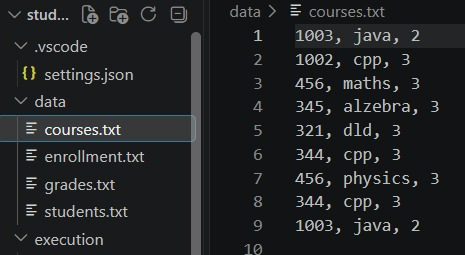 stud...
.vscode
{} settings.json
data
courses.txt
enrollment.txt
grades.txt
students.txt
execution
data > courses.txt
1 1003, java, 2
2 1002, cpp, 3
3 456, maths, 3
4 345, alzebra, 3
5 321, dld, 3
6 344, cpp, 3
7 456, physics, 3
8 344, cpp, 3
9 1003, java, 2
10